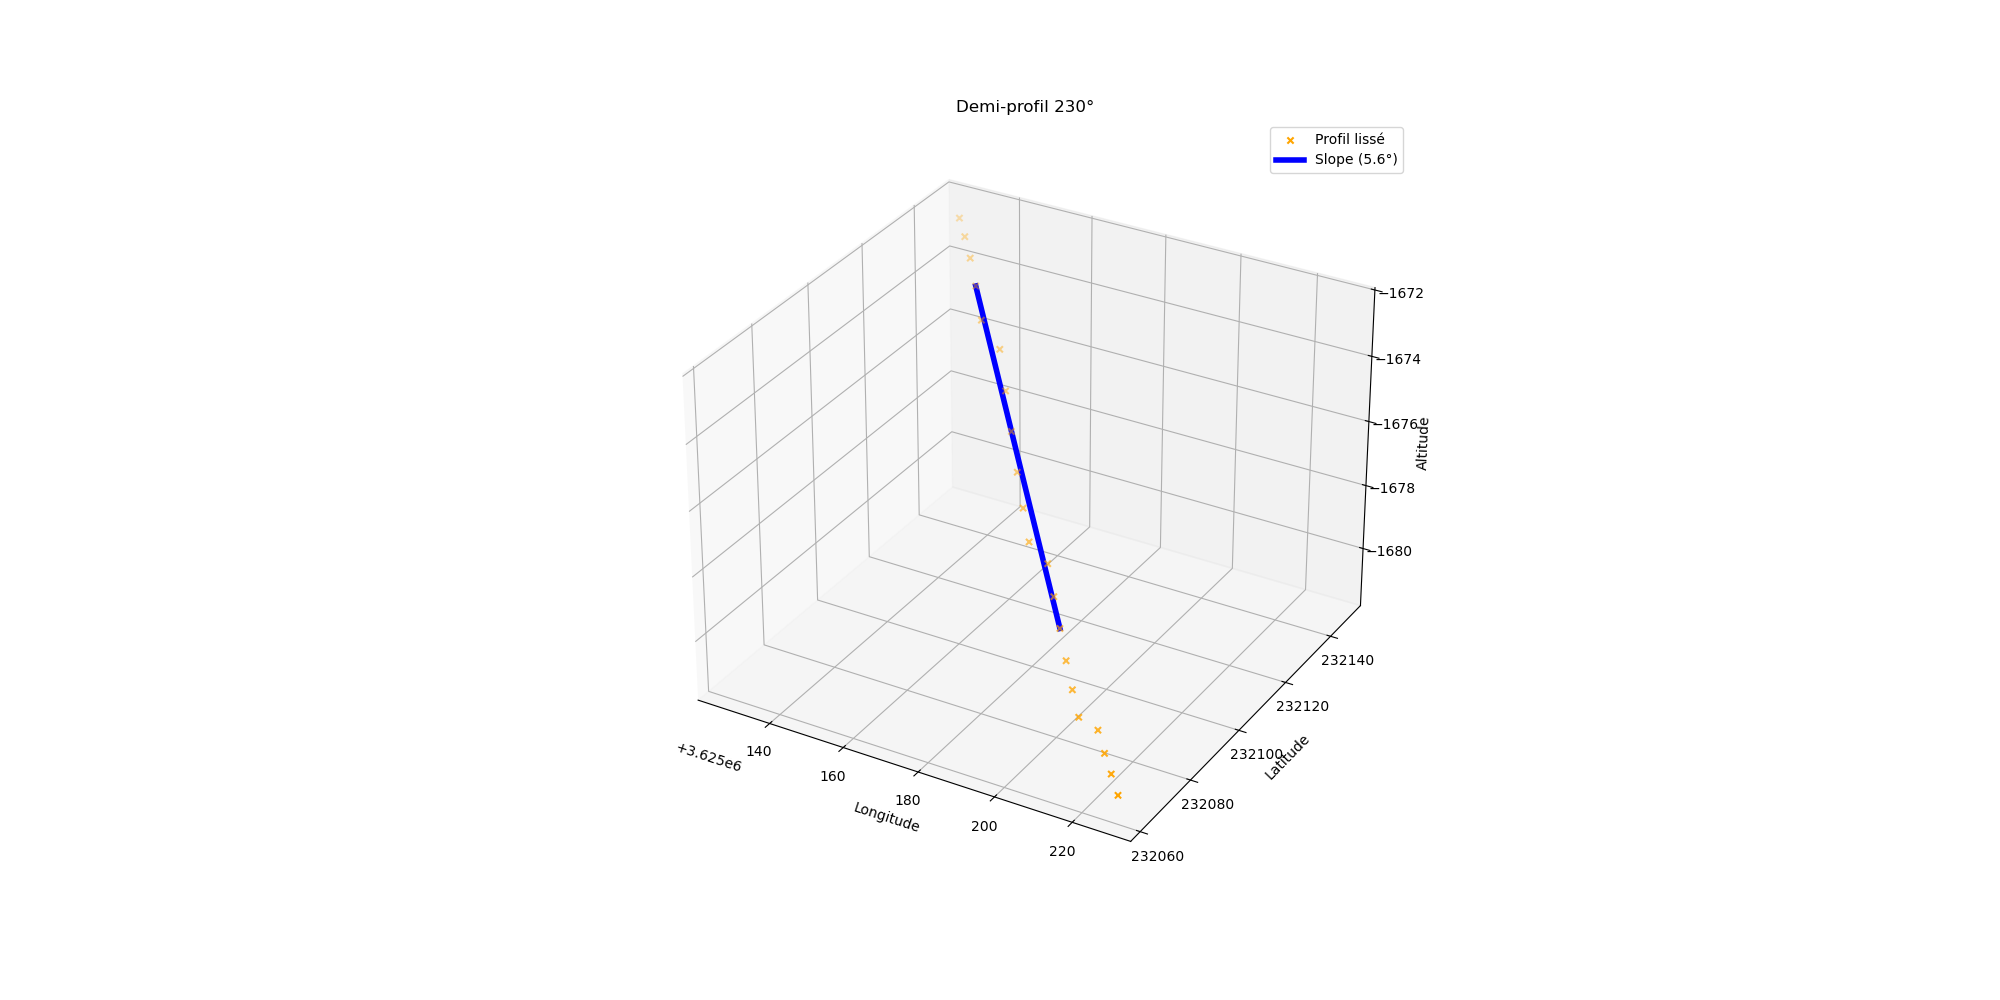 Demi-profil 230°
Profil lissé
Slope (5.6°)
−1672
−1674
−1676
−1678
−1680
Altitude
232140
232120
232100
232080
232060
Latitude
+3.625e6
140
160
180
200
220
Longitude